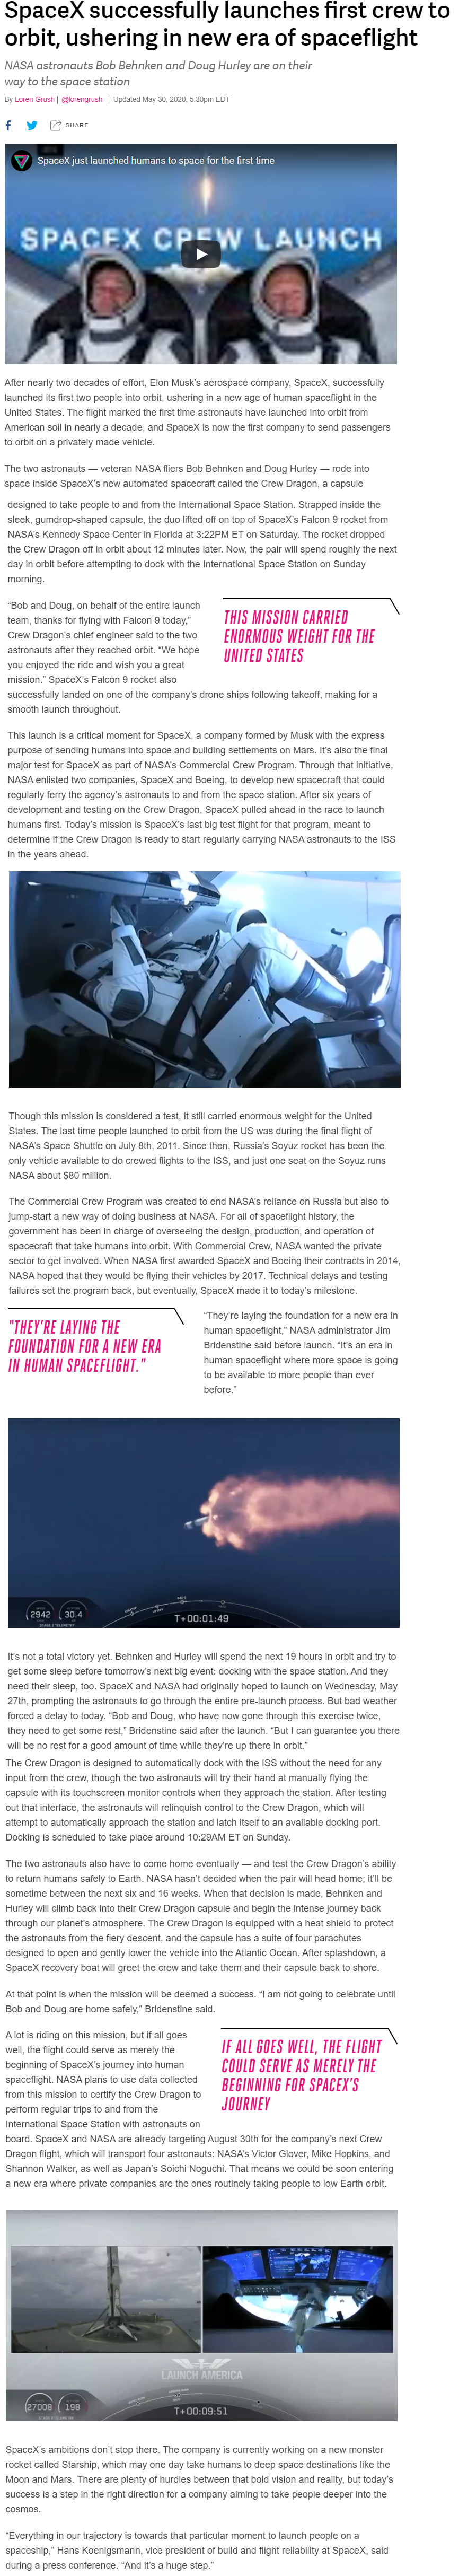 SpaceX successfully launches first crew to
orbit, ushering in new era of spaceflight
NASA astronauts Bob Behnken and Doug Hurley are on their
way to the space station
By Loren Grush | @lorengrush | Updated May 30, 2020, 5:30pm EDT
SHARE
SpaceX just launched humans to space for the first time
SPACEX CREW LAUNCH
After nearly two decades of effort, Elon Musk's aerospace company, SpaceX, successfully
launched its first two people into orbit, ushering in a new age of human spaceflight in the
United States. The flight marked the first time astronauts have launched into orbit from
American soil in nearly a decade, and SpaceX is now the first company to send passengers
to orbit on a privately made vehicle.
The two astronauts — veteran NASA fliers Bob Behnken and Doug Hurley — rode into
space inside SpaceX's new automated spacecraft called the Crew Dragon, a capsule
designed to take people to and from the International Space Station. Strapped inside the
sleek, gumdrop-shaped capsule, the duo lifted off on top of SpaceX's Falcon 9 rocket from
NASA's Kennedy Space Center in Florida at 3:22PM ET on Saturday. The rocket dropped
the Crew Dragon off in orbit about 12 minutes later. Now, the pair will spend roughly the next
day in orbit before attempting to dock with the International Space Station on Sunday
morning.
"Bob and Doug, on behalf of the entire launch
team, thanks for flying with Falcon 9 today,"
Crew Dragon's chief engineer said to the two
astronauts after they reached orbit. "We hope
you enjoyed the ride and wish you a great
mission." SpaceX's Falcon 9 rocket also
successfully landed on one of the company's drone ships following takeoff, making for a
smooth launch throughout.
THIS MISSION CARRIED
ENORMOUS WEIGHT FOR THE
UNITED STATES
This launch is a critical moment for SpaceX, a company formed by Musk with the express
purpose of sending humans into space and building settlements on Mars. It's also the final
major test for SpaceX as part of NASA's Commercial Crew Program. Through that initiative,
NASA enlisted two companies, SpaceX and Boeing, to develop new spacecraft that could
regularly ferry the agency's astronauts to and from the space station. After six years of
development and testing on the Crew Dragon, SpaceX pulled ahead in the race to launch
humans first. Today's mission is SpaceX's last big test flight for that program, meant to
determine if the Crew Dragon is ready to start regularly carrying NASA astronauts to the ISS
in the years ahead.
Though this mission is considered a test, it still carried enormous weight for the United
States. The last time people launched to orbit from the US was during the final flight of
NASA's Space Shuttle on July 8th, 2011. Since then, Russia's Soyuz rocket has been the
only vehicle available to do crewed flights to the ISS, and just one seat on the Soyuz runs
NASA about $80 million.
The Commercial Crew Program was created to end NASA's reliance on Russia but also to
jump-start a new way of doing business at NASA. For all of spaceflight history, the
government has been in charge of overseeing the design, production, and operation of
spacecraft that take humans into orbit. With Commercial Crew, NASA wanted the private
sector to get involved. When NASA first awarded SpaceX and Boeing their contracts in 2014,
NASA hoped that they would be flying their vehicles by 2017. Technical delays and testing
failures set the program back, but eventually, SpaceX made it to today's milestone.
"THEY'RE LAYING THE
FOUNDATION FOR A NEW ERA
IN HUMAN SPACEFLIGHT."
"They're laying the foundation for a new era in
human spaceflight," NASA administrator Jim
Bridenstine said before launch. "It's an era in
human spaceflight where more space is going
to be available to more people than ever
before."
2942
30.4
T+00:01:49
It's not a total victory yet. Behnken and Hurley will spend the next 19 hours in orbit and try to
get some sleep before tomorrow's next big event: docking with the space station. And they
need their sleep, too. SpaceX and NASA had originally hoped to launch on Wednesday, May
27th, prompting the astronauts to go through the entire pre-launch process. But bad weather
forced a delay to today. "Bob and Doug, who have now gone through this exercise twice,
they need to get some rest," Bridenstine said after the launch. "But I can guarantee you there
will be no rest for a good amount of time while they're up there in orbit."
The Crew Dragon is designed to automatically dock with the ISS without the need for any
input from the crew, though the two astronauts will try their hand at manually flying the
capsule with its touchscreen monitor controls when they approach the station. After testing
out that interface, the astronauts will relinquish control to the Crew Dragon, which will
attempt to automatically approach the station and latch itself to an available docking port.
Docking is scheduled to take place around 10:29AM ET on Sunday.
The two astronauts also have to come home eventually — and test the Crew Dragon's ability
to return humans safely to Earth. NASA hasn't decided when the pair will head home; it'll be
sometime between the next six and 16 weeks. When that decision is made, Behnken and
Hurley will climb back into their Crew Dragon capsule and begin the intense journey back
through our planet's atmosphere. The Crew Dragon is equipped with a heat shield to protect
the astronauts from the fiery descent, and the capsule has a suite of four parachutes
designed to open and gently lower the vehicle into the Atlantic Ocean. After splashdown, a
SpaceX recovery boat will greet the crew and take them and their capsule back to shore.
At that point is when the mission will be deemed a success. "I am not going to celebrate until
Bob and Doug are home safely," Bridenstine said.
A lot is riding on this mission, but if all goes
well, the flight could serve as merely the
beginning of SpaceX's journey into human
spaceflight. NASA plans to use data collected
from this mission to certify the Crew Dragon to
perform regular trips to and from the
International Space Station with astronauts on
board. SpaceX and NASA are already targeting August 30th for the company's next Crew
Dragon flight, which will transport four astronauts: NASA's Victor Glover, Mike Hopkins, and
Shannon Walker, as well as Japan's Soichi Noguchi. That means we could be soon entering
a new era where private companies are the ones routinely taking people to low Earth orbit.
IF ALL GOES WELL, THE FLIGHT
COULD SERVE AS MERELY THE
BEGINNING FOR SPACEX'S
JOURNEY
LAUNCH AMERICA
27008
198
T+00:09:51
SpaceX's ambitions don't stop there. The company is currently working on a new monster
rocket called Starship, which may one day take humans to deep space destinations like the
Moon and Mars. There are plenty of hurdles between that bold vision and reality, but today's
success is a step in the right direction for a company aiming to take people deeper into the
cosmos.
"Everything in our trajectory is towards that particular moment to launch people on a
spaceship," Hans Koenigsmann, vice president of build and flight reliability at SpaceX, said
during a press conference. "And it's a huge step."